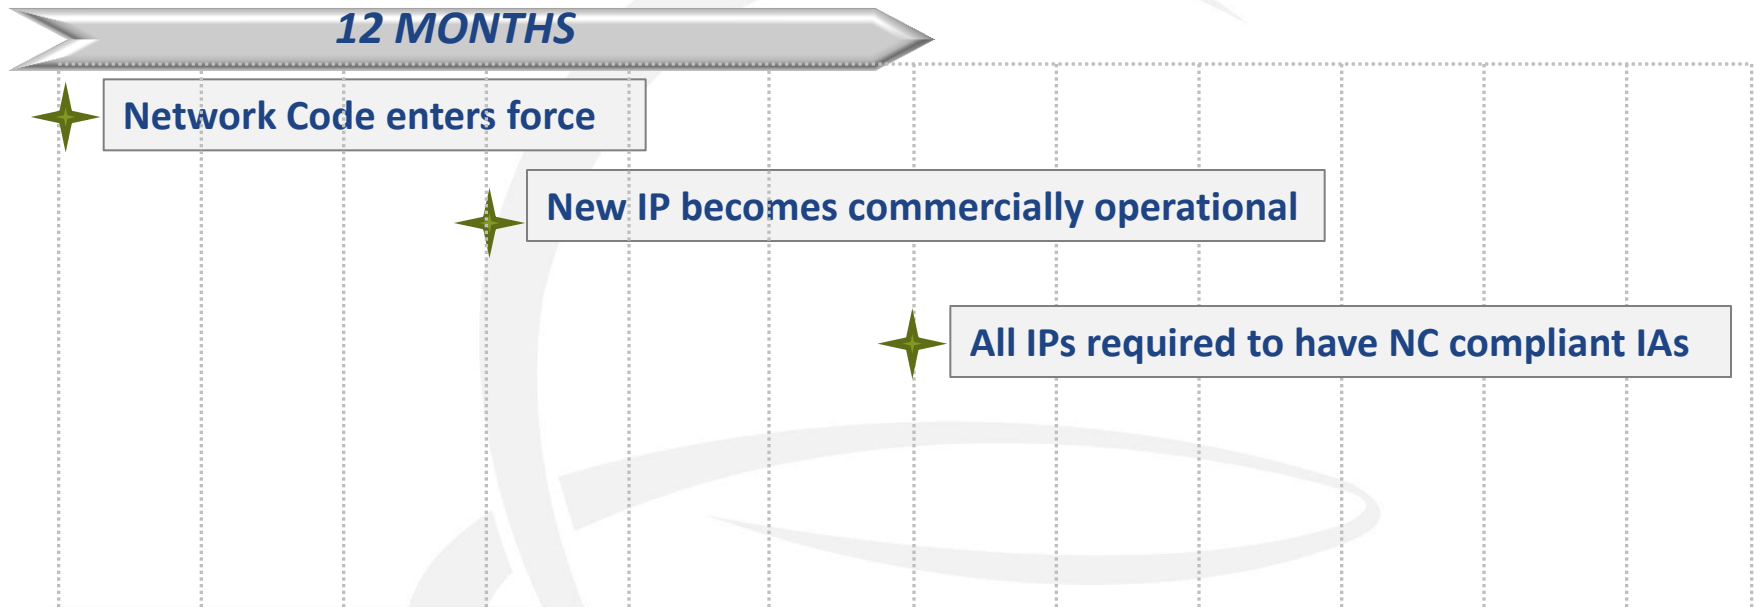 12 MONTHS
Network Code enters force
New IP becomes commercially operational
All IPs required to have NC compliant IAs